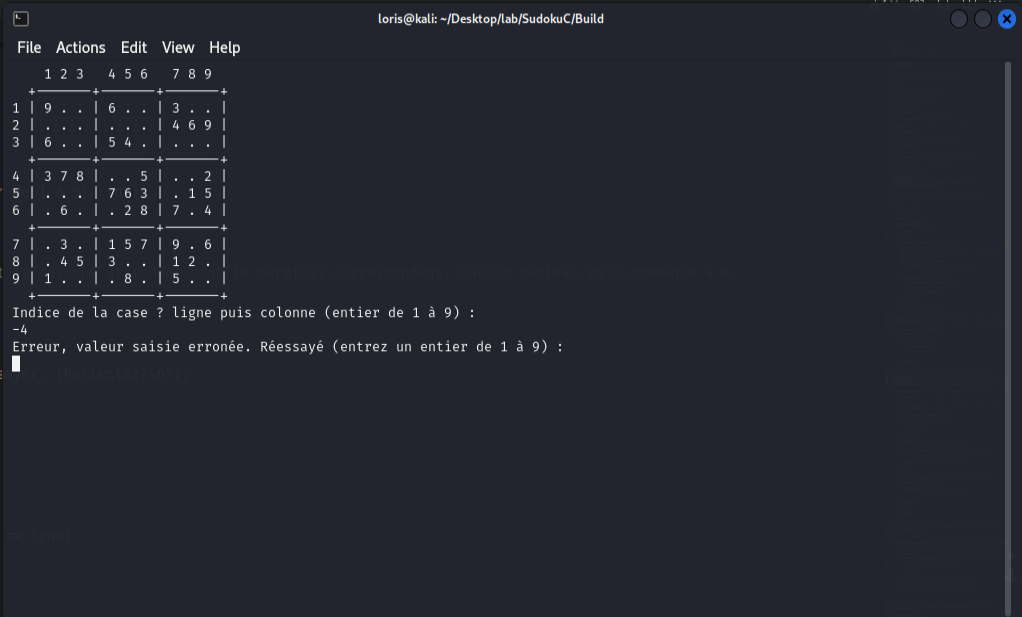 loris@kali: ~/Desktop/lab/SudokuC/Build
File Actions Edit View Help
1 2 3 4 5 6 7 8 9
+-------+-------+-------+
1 | 9 . . | 6 . . | 3 . . |
2 | . . . | . . . | 4 6 9 |
3 | 6 . . | 5 4 . | . . . |
+-------+-------+-------+
4 | 3 7 8 | . . 5 | . . 2 |
5 | . . . | 7 6 3 | . 1 5 |
6 | . 6 . | . 2 8 | 7 . 4 |
+-------+-------+-------+
7 | . 3 . | 1 5 7 | 9 . 6 |
8 | . 4 5 | 3 . . | 1 2 . |
9 | 1 . . | . 8 . | 5 . . |
+-------+-------+-------+
Indice de la case ? ligne puis colonne (entier de 1 à 9) :
-4
Erreur, valeur saisie erronée. Réessayé (entrez un entier de 1 à 9) :